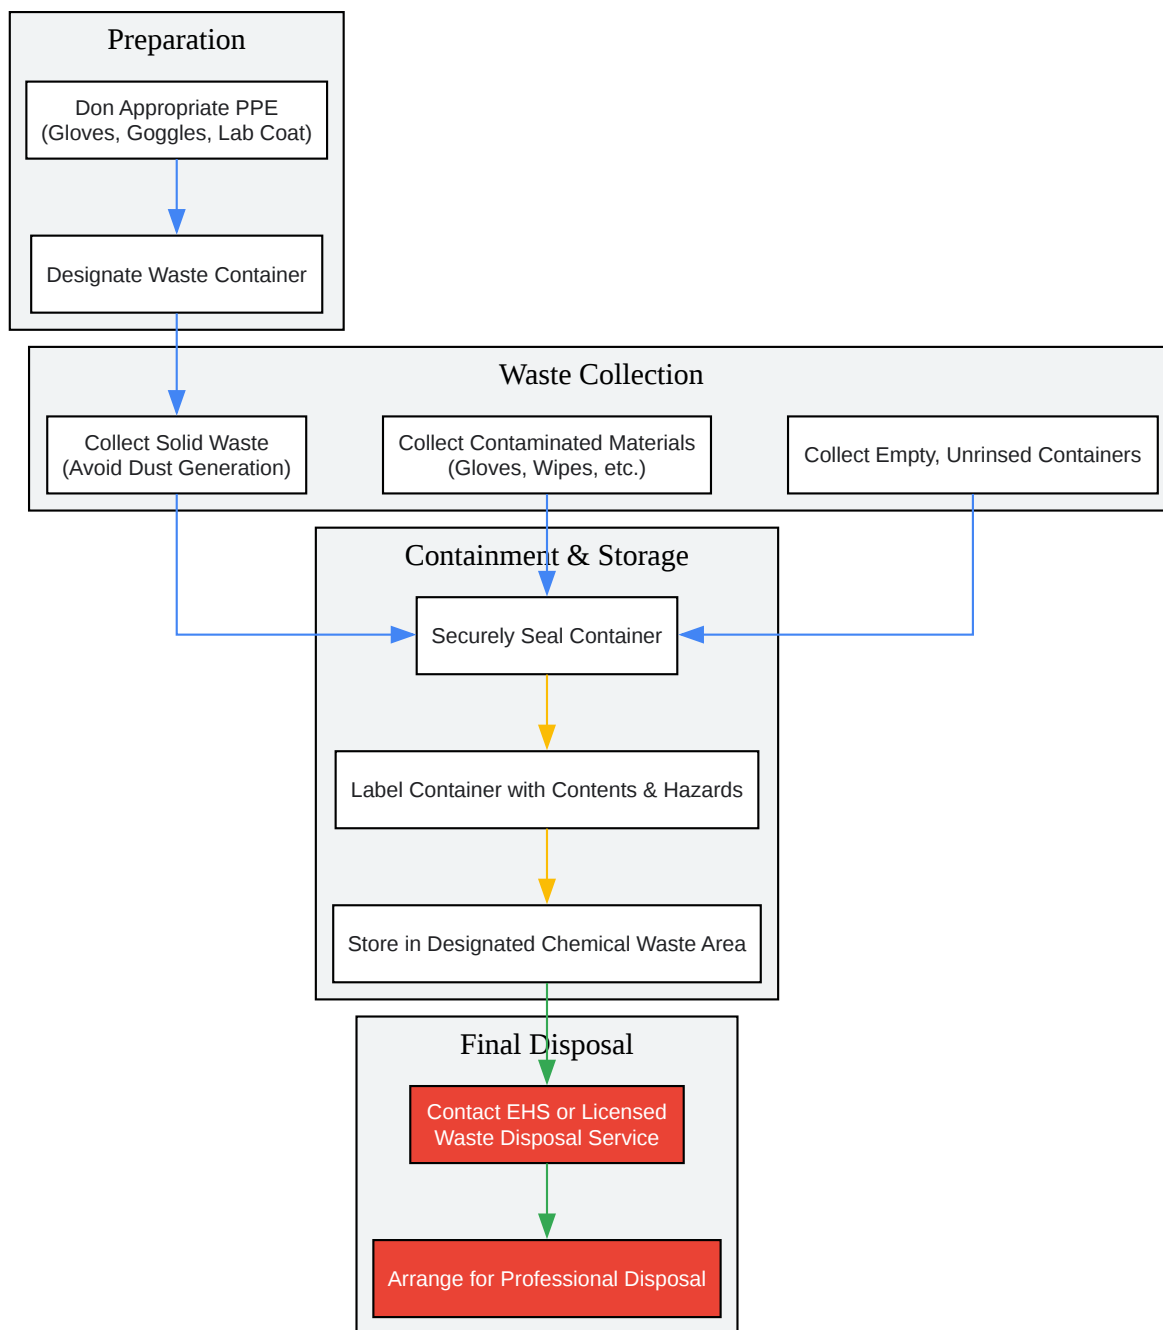 Preparation
Don Appropriate PPE
(Gloves, Goggles, Lab Coat)
Designate Waste Container
Waste Collection
Collect Solid Waste
(Avoid Dust Generation)
Collect Contaminated Materials
(Gloves, Wipes, etc.)
Collect Empty, Unrinsed Containers
Containment & Storage
Securely Seal Container
Label Container with Contents & Hazards
Store in Designated Chemical Waste Area
Final Disposal
Contact EHS or Licensed
Waste Disposal Service
Arrange for Professional Disposal